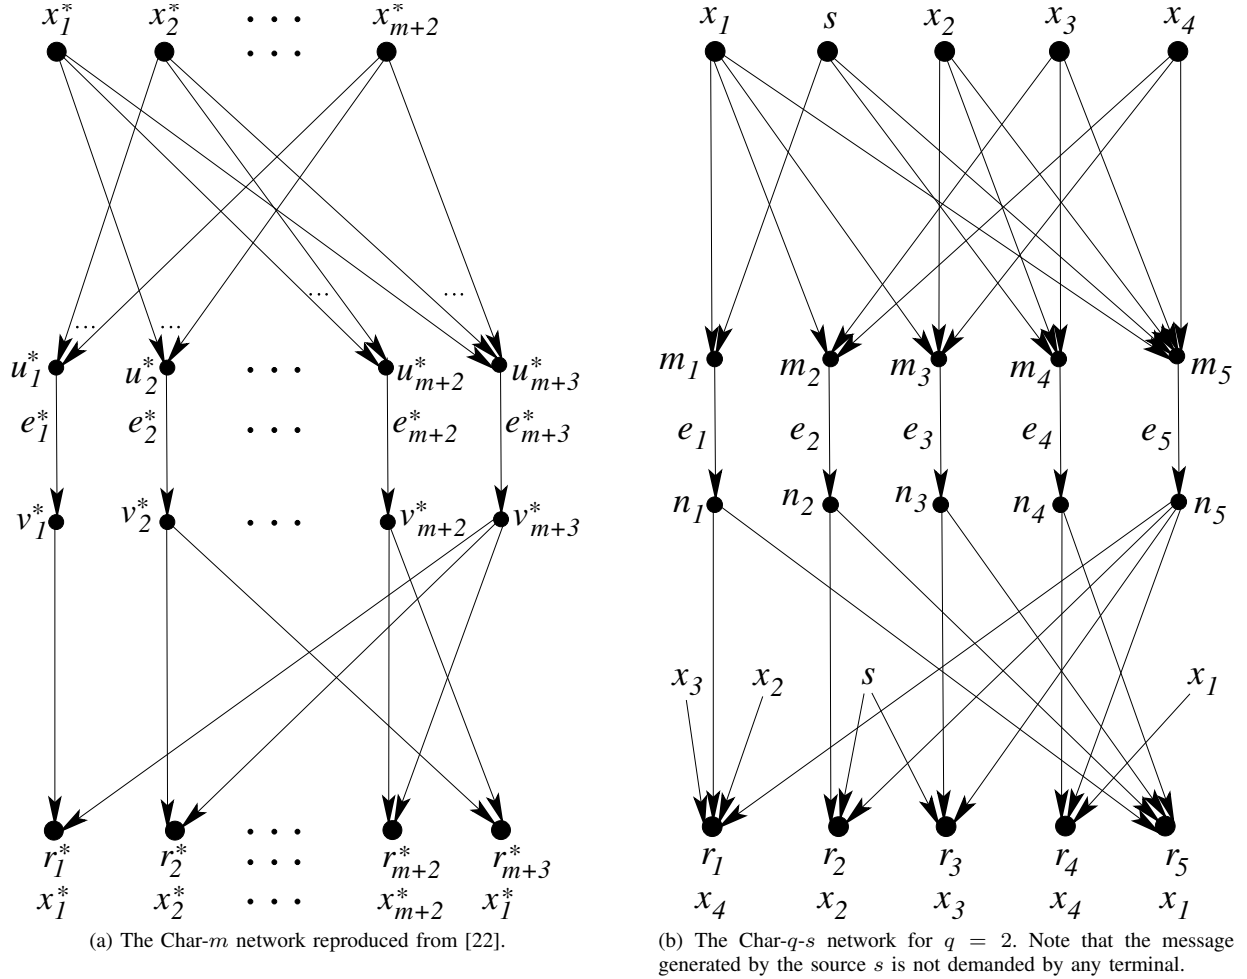 x*₁ x*₂ · · · x*ₘ₊₂
· · ·
... ... ... ...
u*₁ u*₂ · · · u*ₘ₊₂ u*ₘ₊₃
e*₁ e*₂ · · · e*ₘ₊₂ e*ₘ₊₃
v*₁ v*₂ · · · v*ₘ₊₂ v*ₘ₊₃
· · ·
r*₁ r*₂ · · · r*ₘ₊₂ r*ₘ₊₃
x*₁ x*₂ · · · x*ₘ₊₂ x*₁
(a) The Char-m network reproduced from [22].
x₁ s x₂ x₃ x₄
m₁ m₂ m₃ m₄ m₅
e₁ e₂ e₃ e₄ e₅
n₁ n₂ n₃ n₄ n₅
x₃ x₂ s x₁
r₁ r₂ r₃ r₄ r₅
x₄ x₂ x₃ x₄ x₁
(b) The Char-q-s network for q = 2. Note that the message
generated by the source s is not demanded by any terminal.